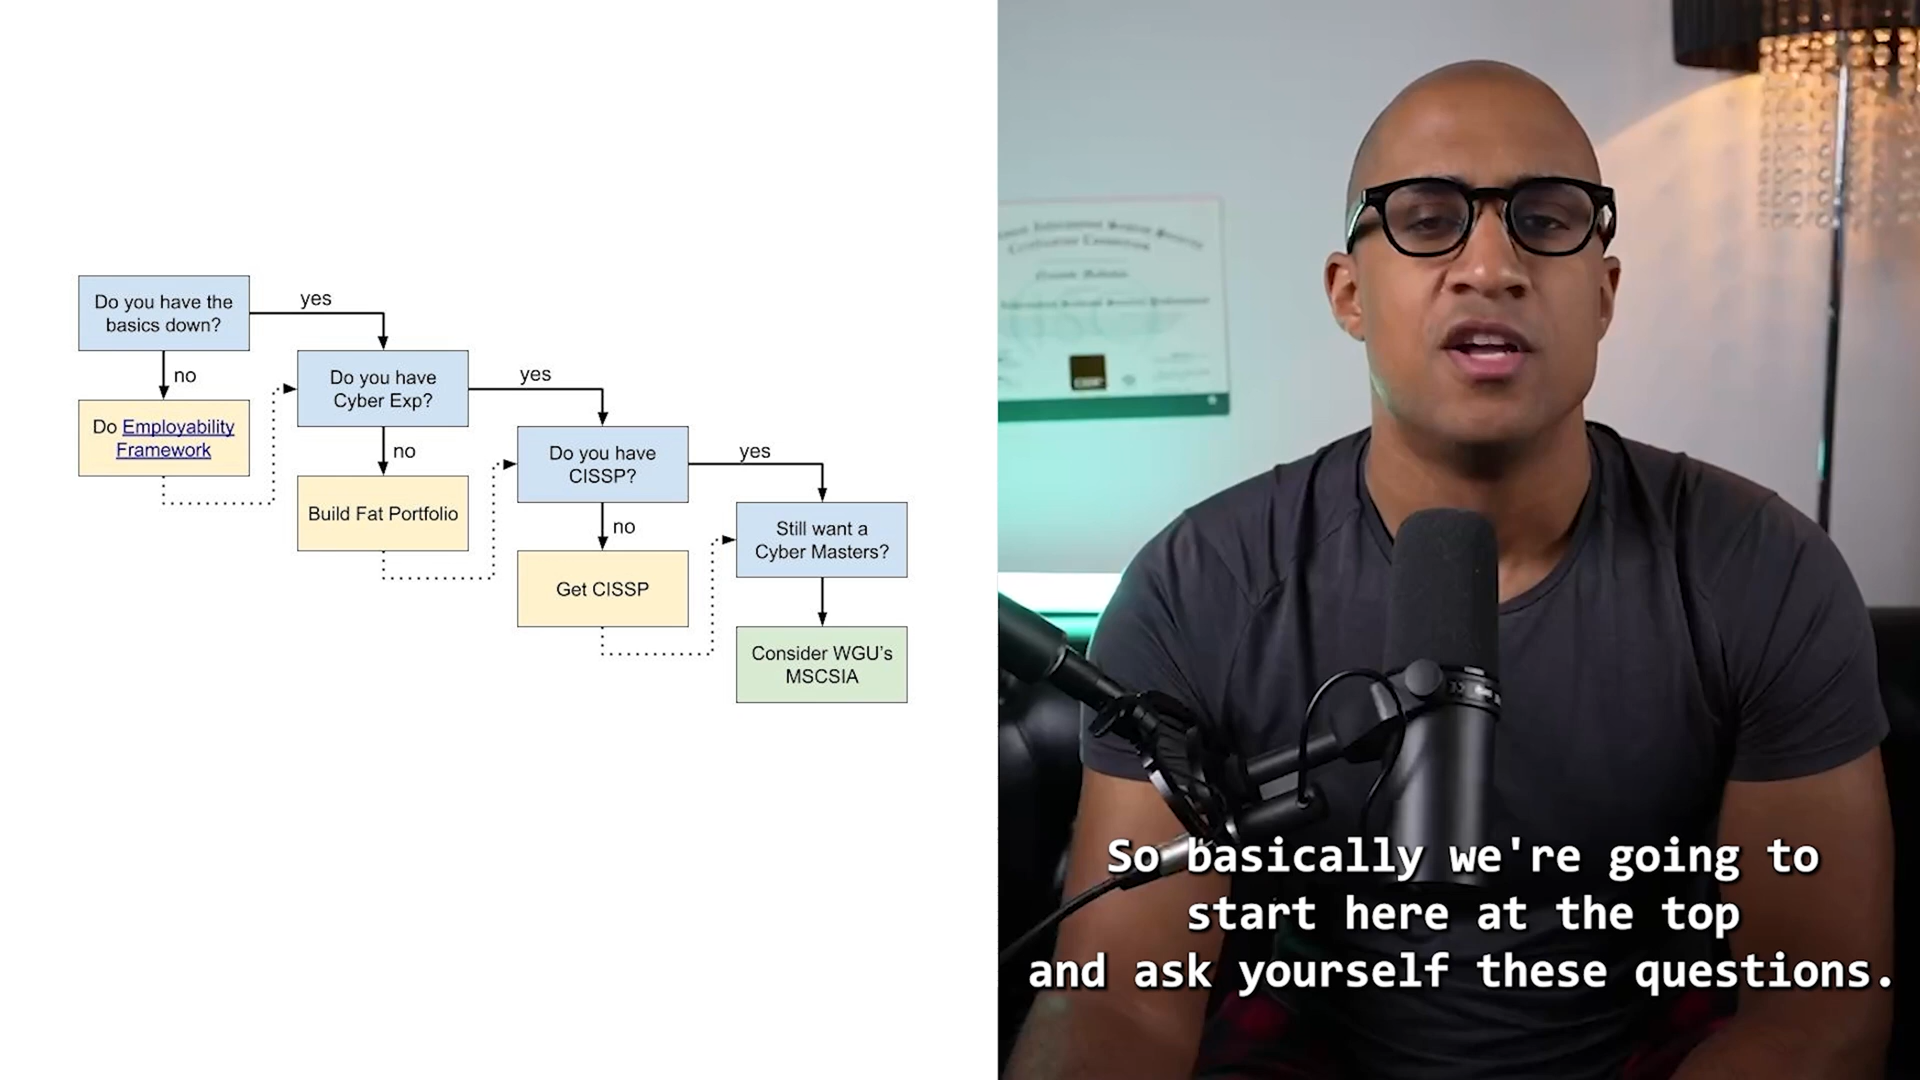 Do you have the
basics down?
yes
no
Do Employability
Framework
Do you have
Cyber Exp?
yes
no
Build Fat Portfolio
Do you have
CISSP?
yes
no
Get CISSP
Still want a
Cyber Masters?
Consider WGU's
MSCSIA
So basically we're going to
start here at the top
and ask yourself these questions.